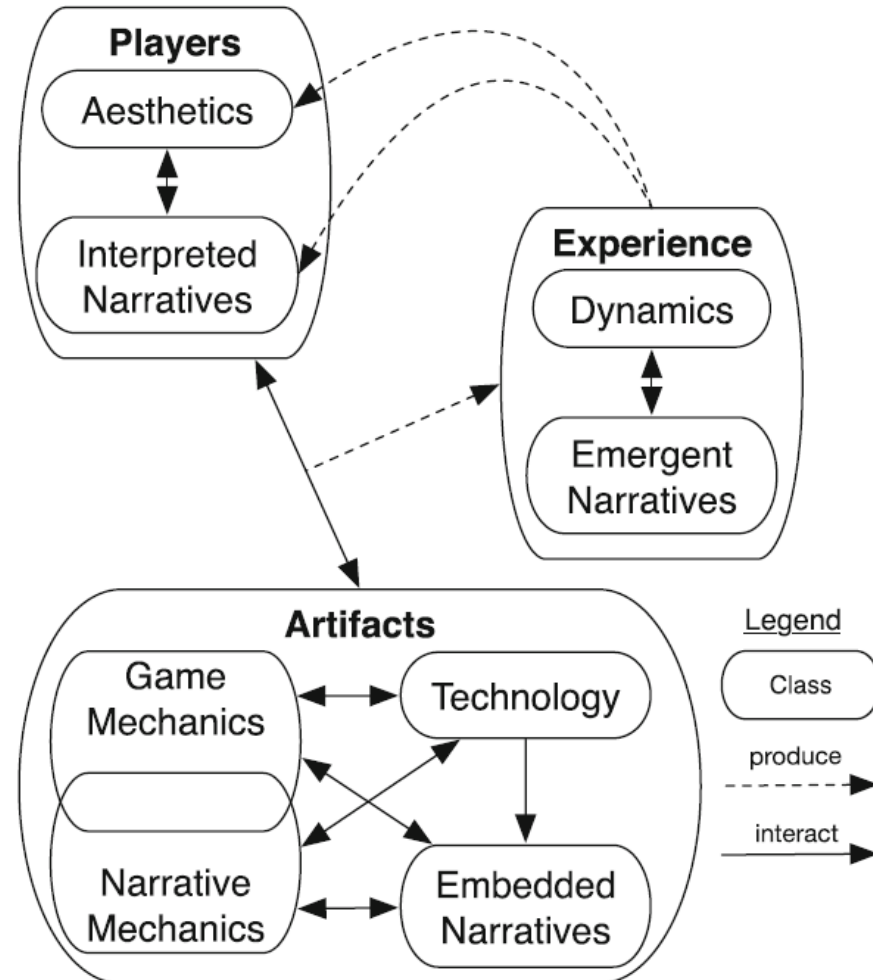 Players
Aesthetics
Interpreted
Narratives
Experience
Dynamics
Emergent
Narratives
Artifacts
Game
Mechanics
Technology
Narrative
Mechanics
Embedded
Narratives
Legend
Class
produce
interact